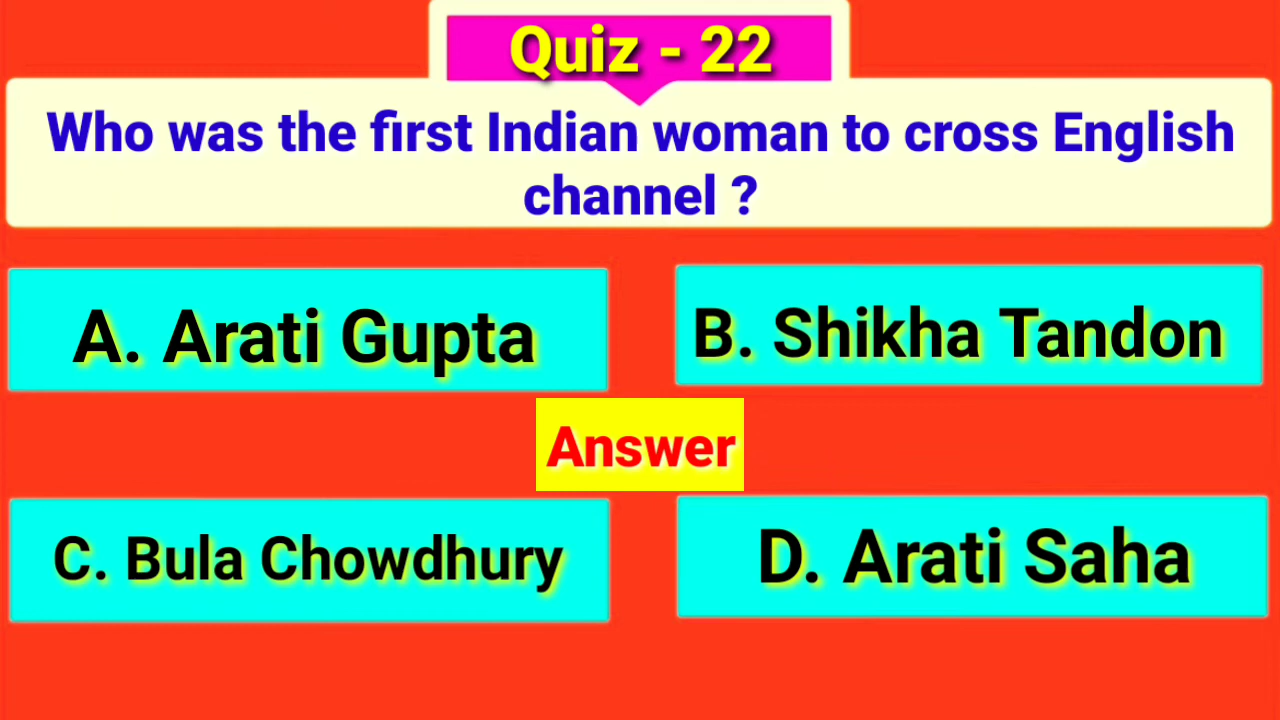 Quiz - 22
Who was the first Indian woman to cross English
channel ?
A. Arati Gupta
B. Shikha Tandon
Answer
C. Bula Chowdhury
D. Arati Saha